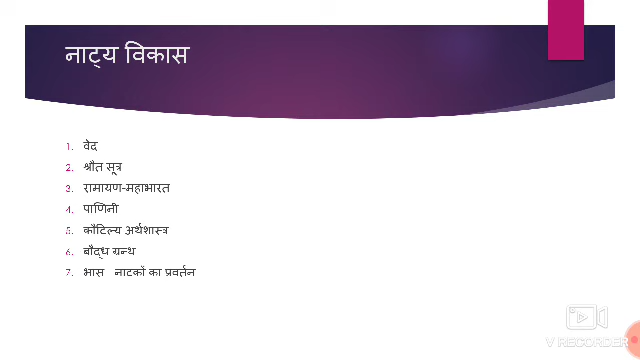 नाट्य विकास
1. वेद
2. श्रौत सूत्र
3. रामायण-महाभारत
4. पाणिनी
5. कौटिल्य अर्थशास्त्र
6. बौद्ध ग्रन्थ
7. भास नाटकों का प्रवर्तन
V RECORDER